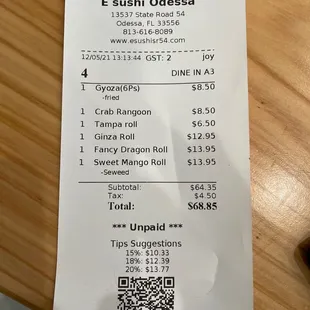 E sushi Odessa
13537 State Road 54
Odessa, FL 33556
813-616-8089
www.esushisr54.com
12/05/21 13:13:44 GST: 2 joy
4 DINE IN A3
1 Gyoza(6Ps) $8.50
-fried
1 Crab Rangoon $8.50
1 Tampa roll $6.50
1 Ginza Roll $12.95
1 Fancy Dragon Roll $13.95
1 Sweet Mango Roll $13.95
-Seweed
Subtotal: $64.35
Tax: $4.50
Total: $68.85
*** Unpaid ***
Tips Suggestions
15%: $10.33
18%: $12.39
20%: $13.77